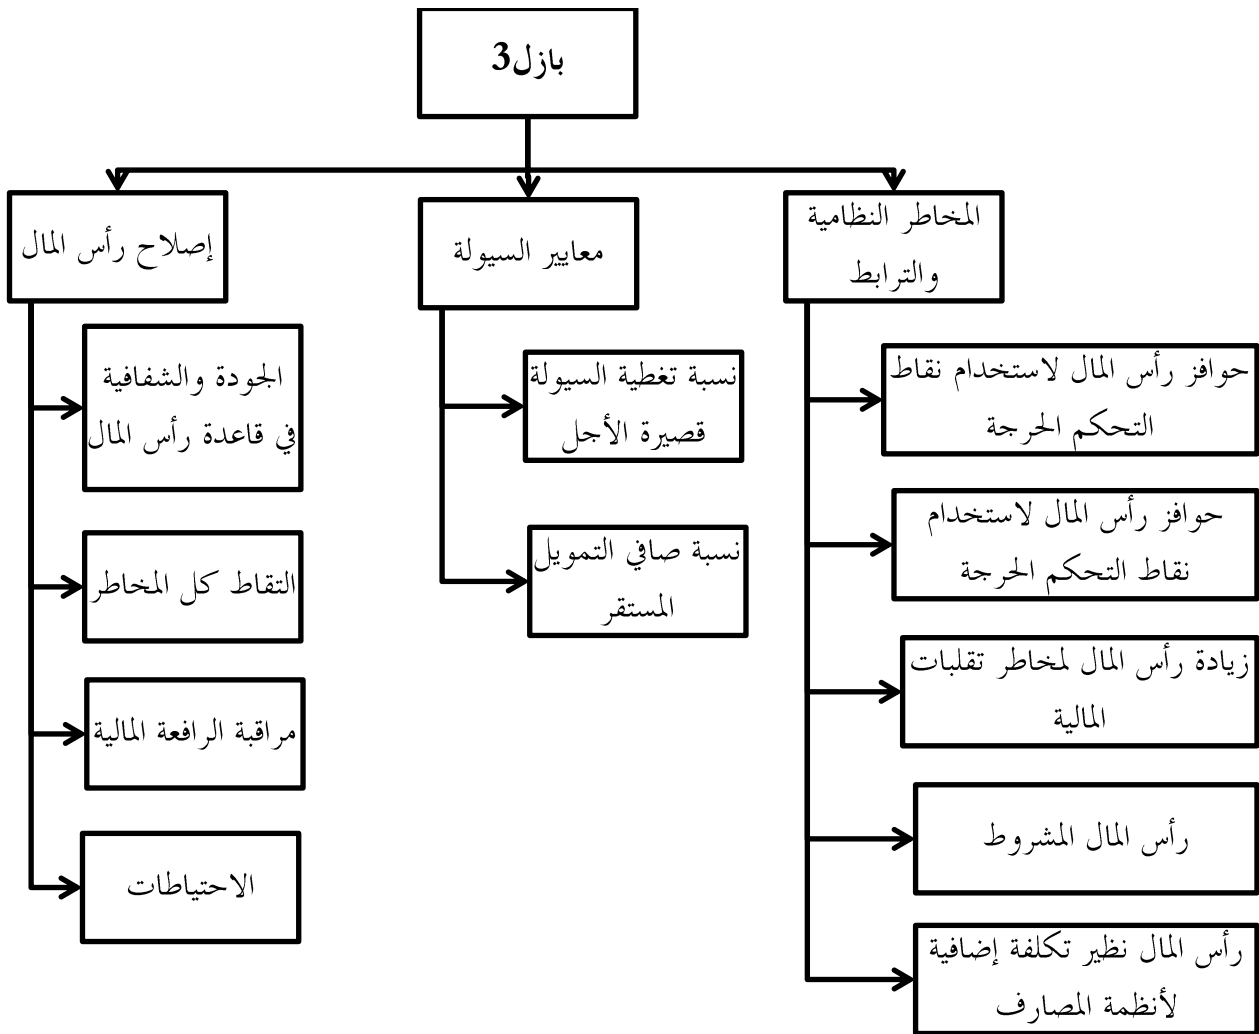 بازل3
المخاطر النظامية
والترابط
حوافز رأس المال لاستخدام نقاط
التحكم الحرجة
حوافز رأس المال لاستخدام
نقاط التحكم الحرجة
زيادة رأس المال لمخاطر تقلبات
المالية
رأس المال المشروط
رأس المال نظير تكلفة إضافية
لأنظمة المصارف
معايير السيولة
نسبة تغطية السيولة
قصيرة الأجل
نسبة صافي التمويل
المستقر
إصلاح رأس المال
الجودة والشفافية
في قاعدة رأس المال
التقاط كل المخاطر
مراقبة الرافعة المالية
الاحتياطات